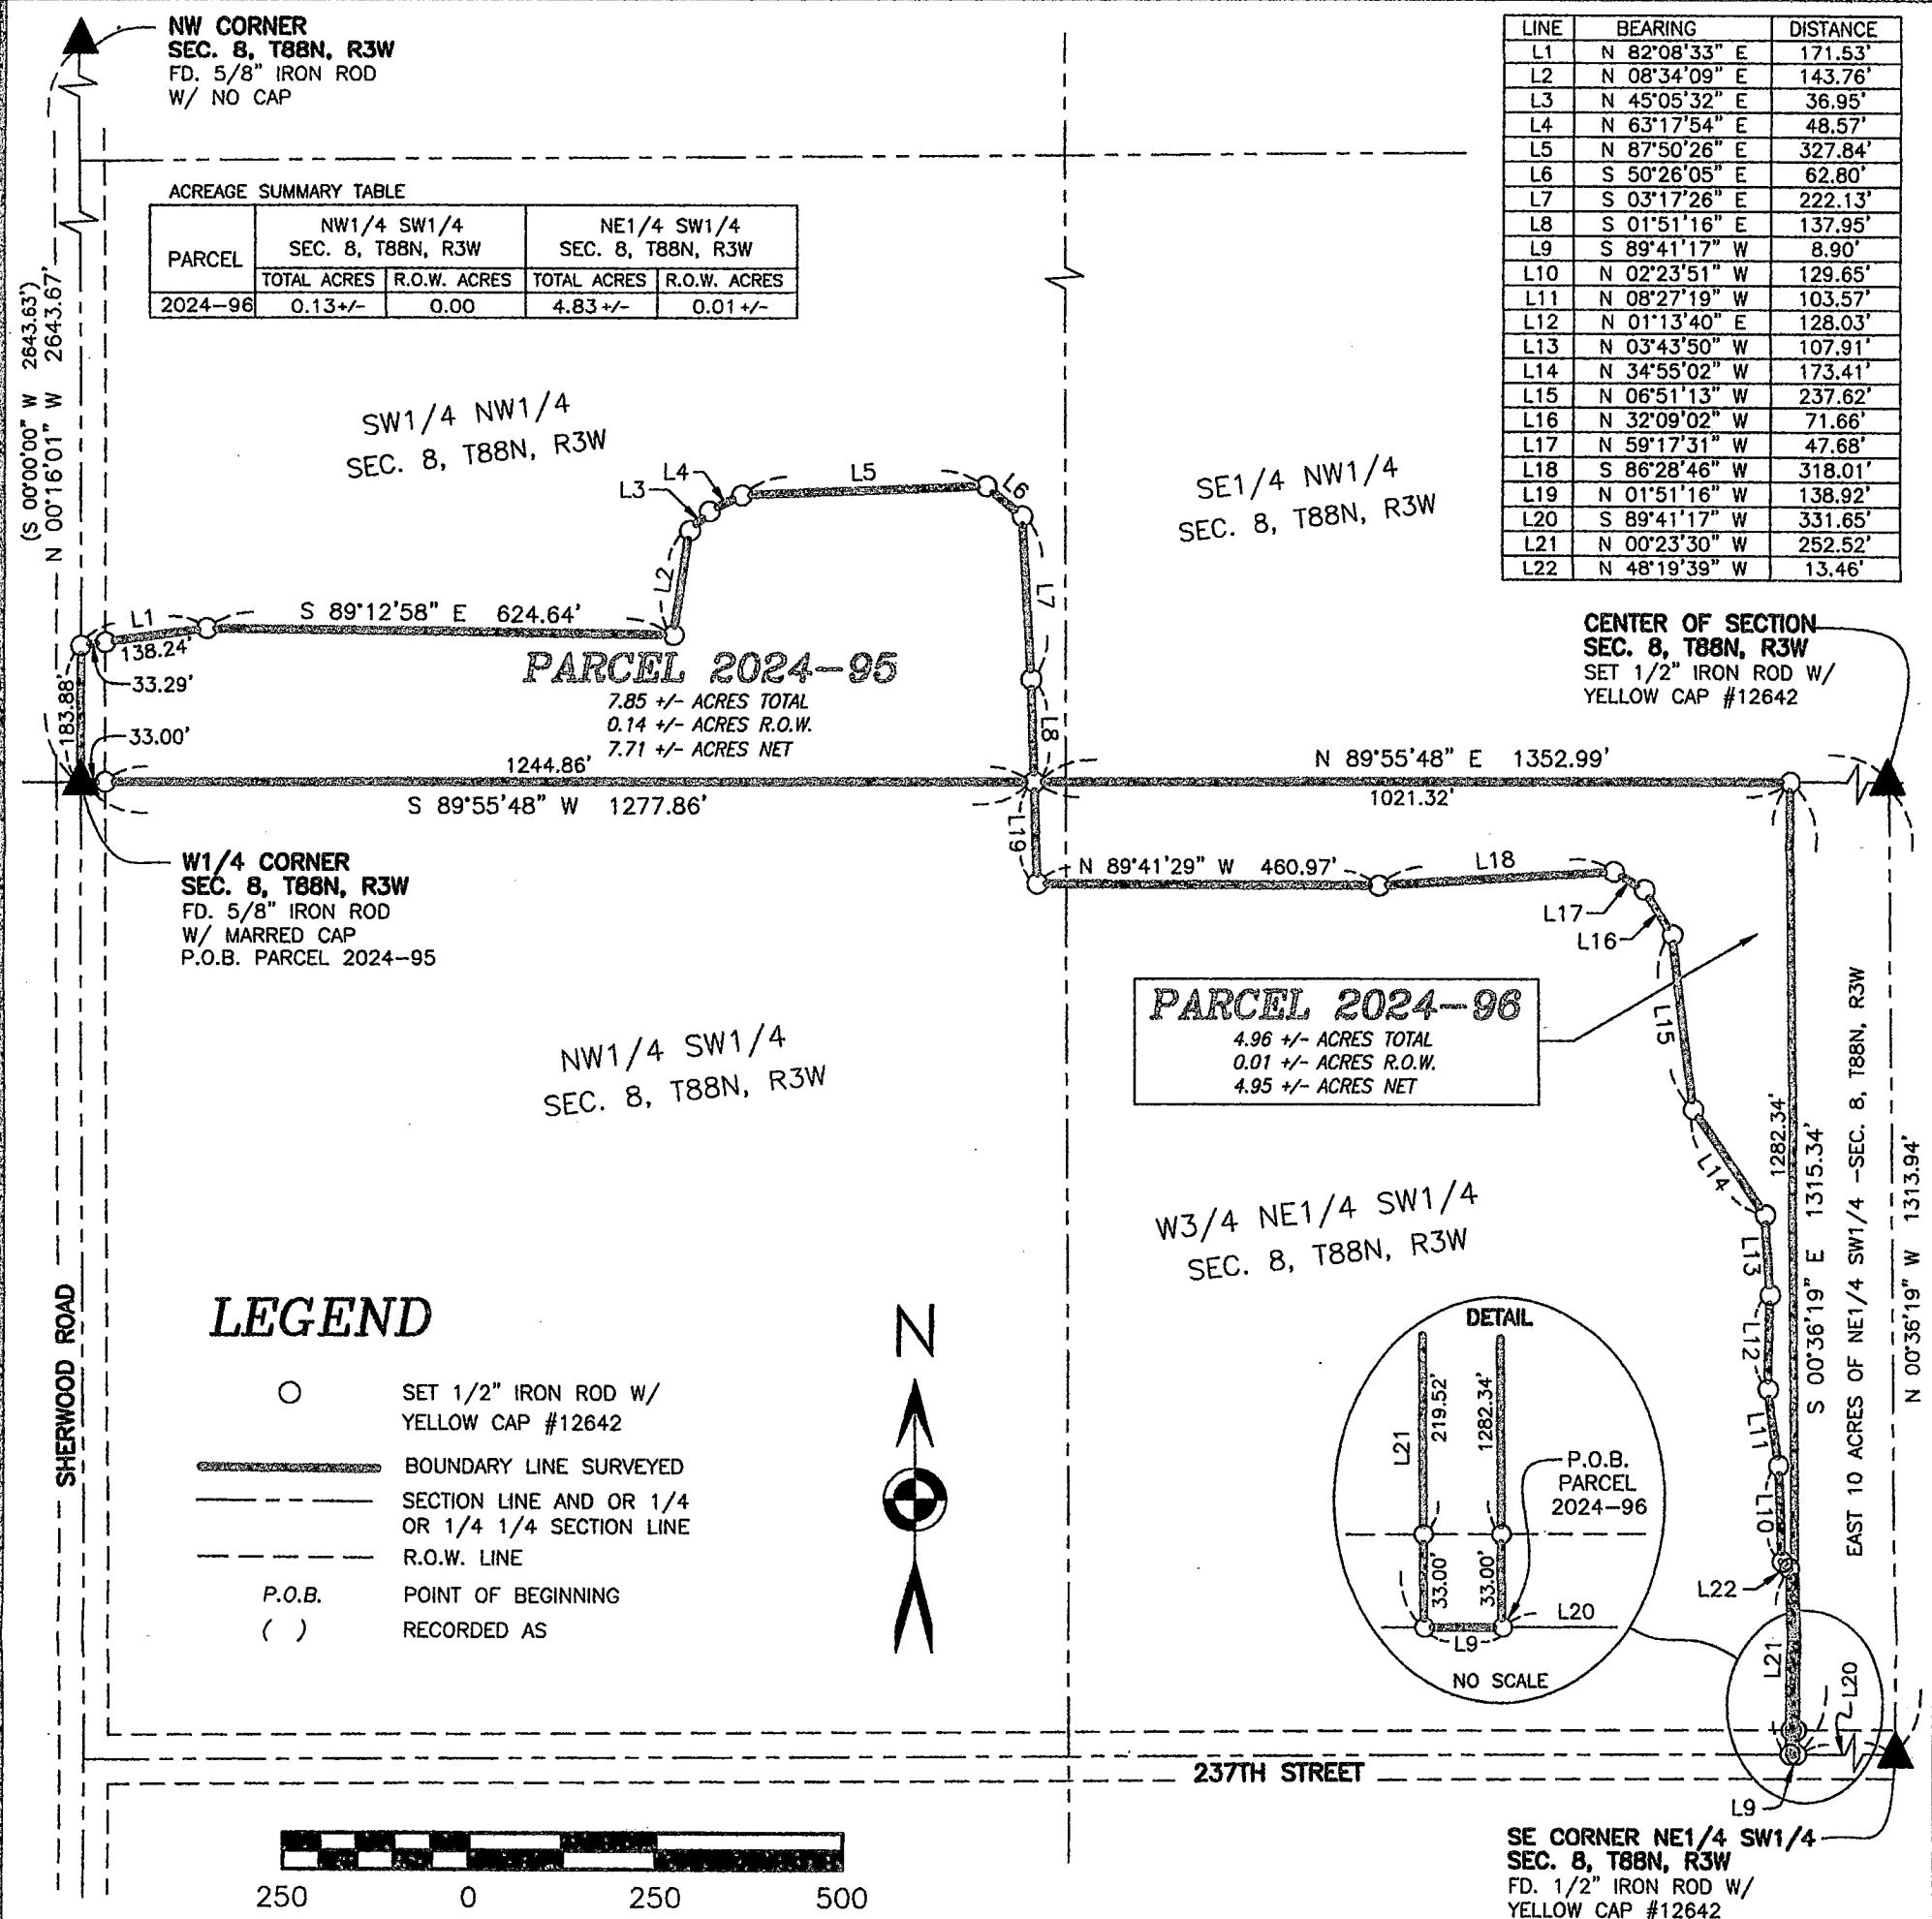 NW CORNER
SEC. 8, T88N, R3W
FD. 5/8" IRON ROD
W/ NO CAP
LINE BEARING DISTANCE
L1 N 82°08'33" E 171.53'
L2 N 08°34'09" E 143.76'
L3 N 45°05'32" E 36.95'
L4 N 63°17'54" E 48.57'
L5 N 87°50'26" E 327.84'
L6 S 50°26'05" E 62.80'
L7 S 03°17'26" E 222.13'
L8 S 01°51'16" E 137.95'
L9 S 89°41'17" W 8.90'
L10 N 02°23'51" W 129.65'
L11 N 08°27'19" W 103.57'
L12 N 01°13'40" E 128.03'
L13 N 03°43'50" W 107.91'
L14 N 34°55'02" W 173.41'
L15 N 06°51'13" W 237.62'
L16 N 32°09'02" W 71.66'
L17 N 59°17'31" W 47.68'
L18 S 86°28'46" W 318.01'
L19 N 01°51'16" W 138.92'
L20 S 89°41'17" W 331.65'
L21 N 00°23'30" W 252.52'
L22 N 48°19'39" W 13.46'
ACREAGE SUMMARY TABLE
PARCEL
NW1/4 SW1/4
SEC. 8, T88N, R3W
NE1/4 SW1/4
SEC. 8, T88N, R3W
TOTAL ACRES R.O.W. ACRES TOTAL ACRES R.O.W. ACRES
2024-96 0.13+/- 0.00 4.83+/- 0.01+/-
(S 00°00'00" W 2643.63')
N 00°16'01" W 2643.67'
SW1/4 NW1/4
SEC. 8, T88N, R3W
SE1/4 NW1/4
SEC. 8, T88N, R3W
L3
L4
L5
L6
L2
L7
L8
L1
138.24'
33.29'
183.88'
33.00'
S 89°12'58" E 624.64'
PARCEL 2024-95
7.85 +/- ACRES TOTAL
0.14 +/- ACRES R.O.W.
7.71 +/- ACRES NET
1244.86'
S 89°55'48" W 1277.86'
CENTER OF SECTION
SEC. 8, T88N, R3W
SET 1/2" IRON ROD W/
YELLOW CAP #12642
N 89°55'48" E 1352.99'
1021.32'
W1/4 CORNER
SEC. 8, T88N, R3W
FD. 5/8" IRON ROD
W/ MARRED CAP
P.O.B. PARCEL 2024-95
L19
N 89°41'29" W 460.97'
L18
L17
L16
L15
PARCEL 2024-96
4.96 +/- ACRES TOTAL
0.01 +/- ACRES R.O.W.
4.95 +/- ACRES NET
NW1/4 SW1/4
SEC. 8, T88N, R3W
L14
W3/4 NE1/4 SW1/4
SEC. 8, T88N, R3W
L13
L12
L11
L10
L22
L21
L20
L9
1282.34'
S 00°36'19" E 1315.34'
EAST 10 ACRES OF NE1/4 SW1/4 -SEC. 8, T88N, R3W
N 00°36'19" W 1313.94'
SHERWOOD ROAD
LEGEND
SET 1/2" IRON ROD W/
YELLOW CAP #12642
BOUNDARY LINE SURVEYED
SECTION LINE AND OR 1/4
OR 1/4 1/4 SECTION LINE
R.O.W. LINE
P.O.B. POINT OF BEGINNING
( ) RECORDED AS
N
DETAIL
L21
219.52'
1282.34'
P.O.B.
PARCEL
2024-96
33.00'
33.00'
L20
L9
NO SCALE
237TH STREET
SE CORNER NE1/4 SW1/4
SEC. 8, T88N, R3W
FD. 1/2" IRON ROD W/
YELLOW CAP #12642
250 0 250 500